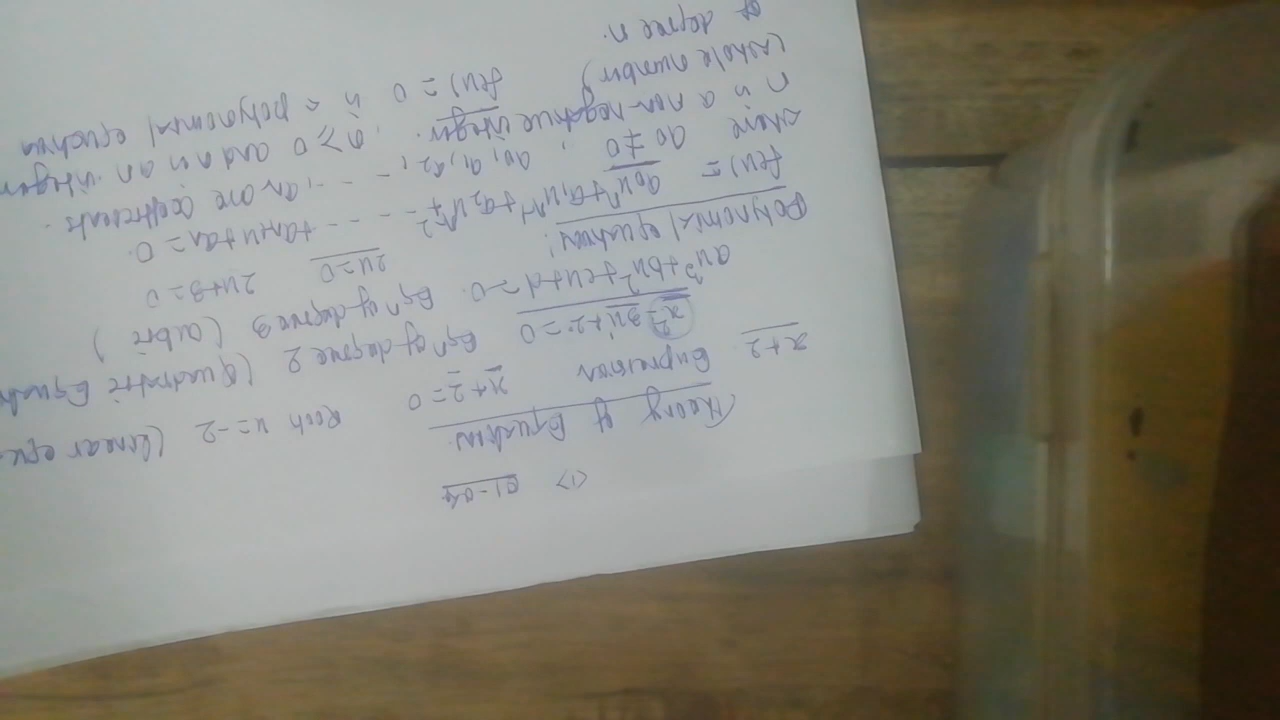 Theory of Equation.
Expression x+2
x+2=0 Root x=-2 (Linear
x²-3x+2=0 Eqⁿ of degree 2 (Quadratic
ax³+bx²+cx+d=0. Eqⁿ of degree 3 (Cubic)
Polynomial equation: 2x=0 2x+3=0
f(x) = a₀xⁿ+a₁xⁿ⁻¹+a₂xⁿ⁻²+ - - - - +aₙ₋₁x+aₙ=0.
where a₀≠0, a₀, a₁, a₂, - - - -, aₙ are coefficients.
n is a non-negative integer. n≥0 and n is an integer
(whole number) f(x)=0 is a polynomial equation
of degree n.